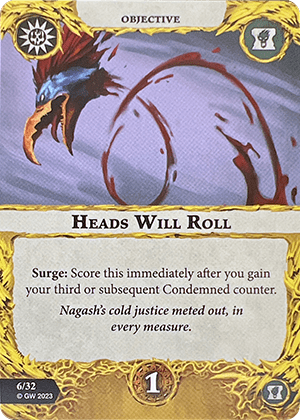 OBJECTIVE
HEADS WILL ROLL
Surge: Score this immediately after you gain
your third or subsequent Condemned counter.
Nagash's cold justice meted out, in
every measure.
6/32
© GW 2023
1